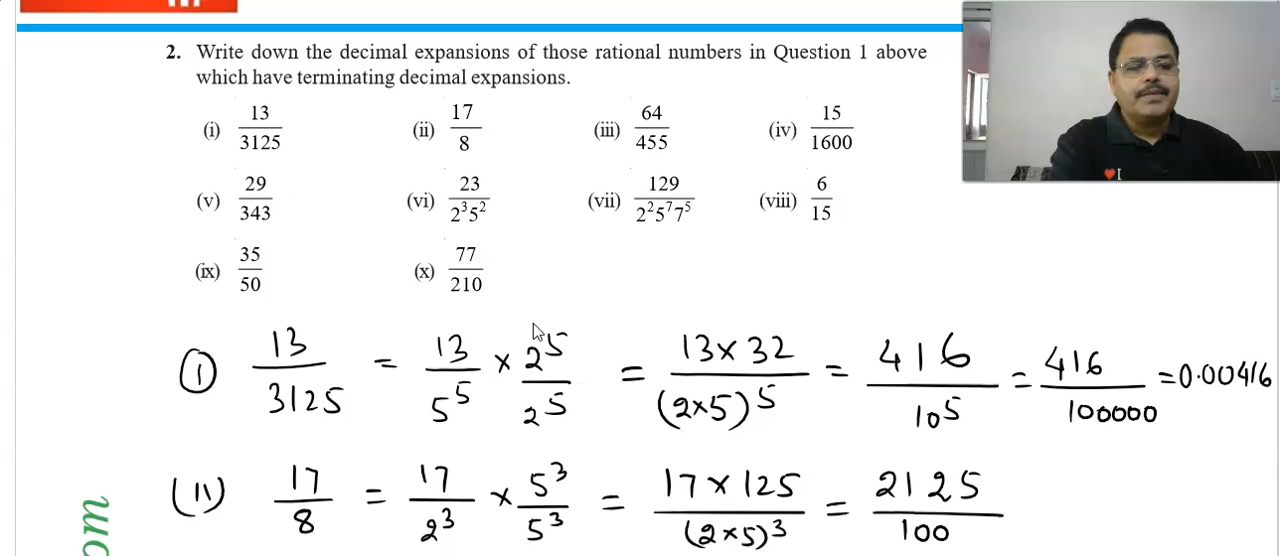 2. Write down the decimal expansions of those rational numbers in Question 1 above
which have terminating decimal expansions.
(i) 13/3125 (ii) 17/8 (iii) 64/455 (iv) 15/1600
(v) 29/343 (vi) 23/2³5² (vii) 129/2²5⁷7⁵ (viii) 6/15
(ix) 35/50 (x) 77/210
(I) 13/3125 = 13/5⁵ × 2⁵/2⁵ = 13×32/(2×5)⁵ = 416/10⁵ = 416/100000 = 0.00416
(II) 17/8 = 17/2³ × 5³/5³ = 17×125/(2×5)³ = 2125/100
om
I